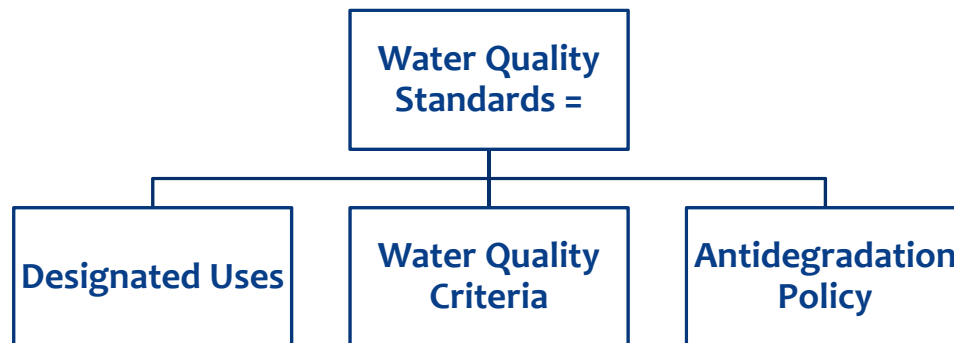 Water Quality
Standards =
Designated Uses
Water Quality
Criteria
Antidegradation
Policy